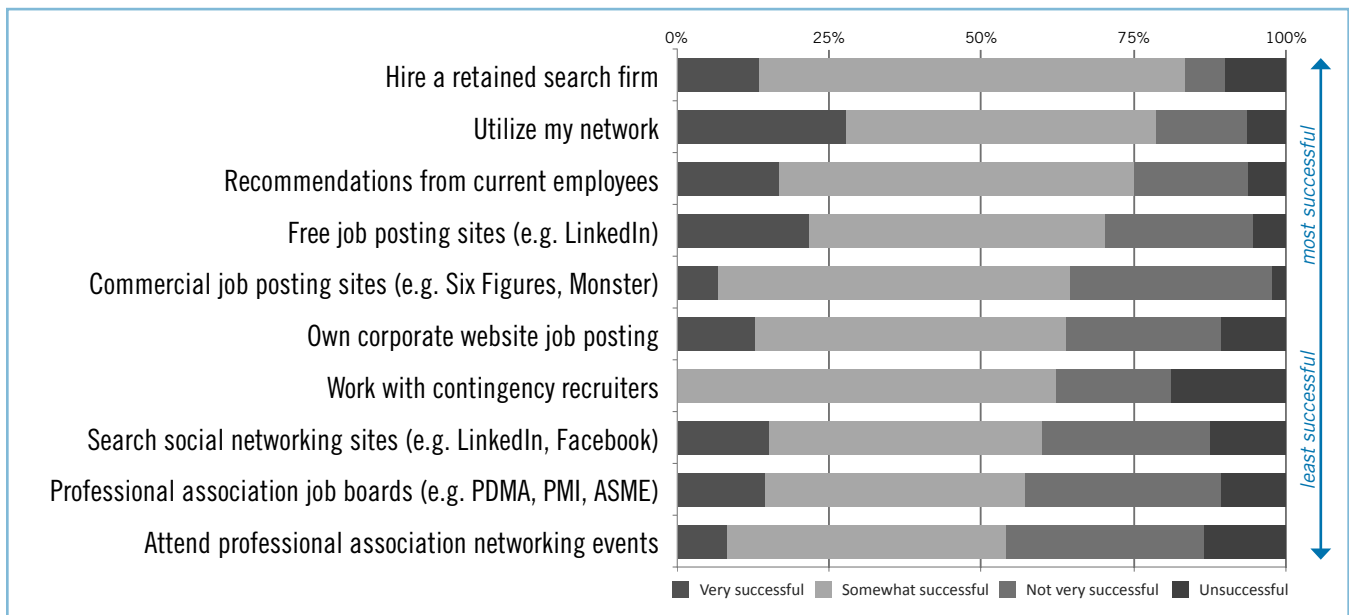 0% 25% 50% 75% 100%
Hire a retained search firm
Utilize my network
Recommendations from current employees
Free job posting sites (e.g. LinkedIn)
Commercial job posting sites (e.g. Six Figures, Monster)
Own corporate website job posting
Work with contingency recruiters
Search social networking sites (e.g. LinkedIn, Facebook)
Professional association job boards (e.g. PDMA, PMI, ASME)
Attend professional association networking events
most successful
least successful
Very successful Somewhat successful Not very successful Unsuccessful